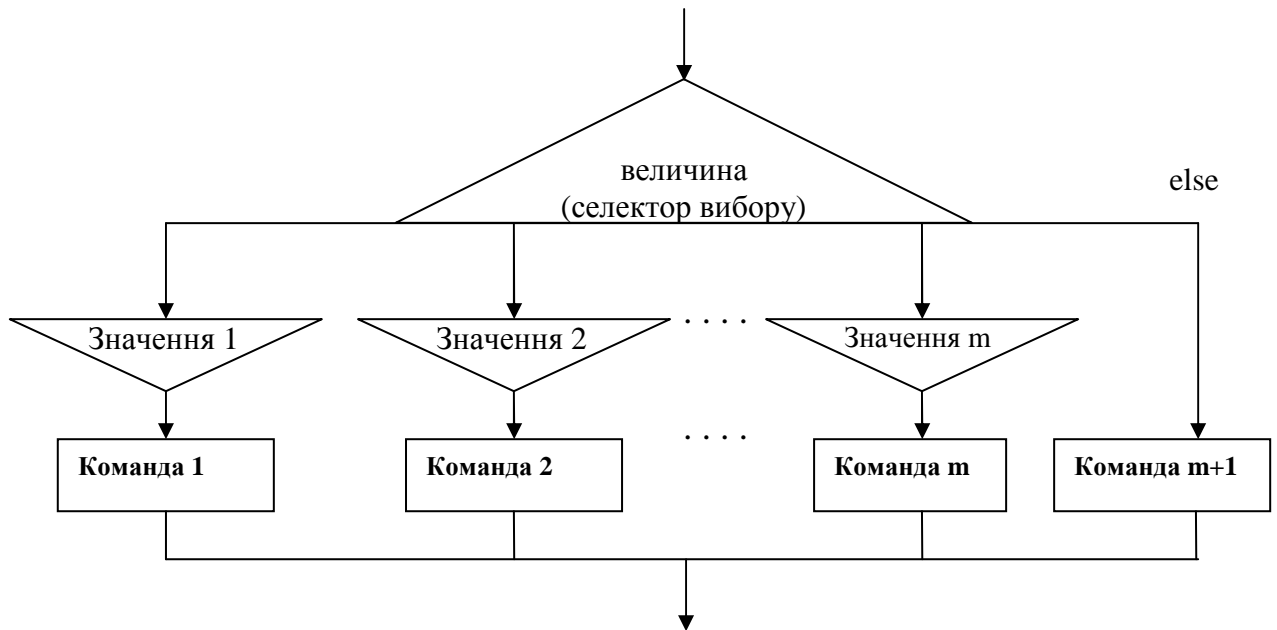 величина
(селектор вибору)
else
Значення 1
Значення 2
. . . .
Значення m
Команда 1
Команда 2
. . . .
Команда m
Команда m+1